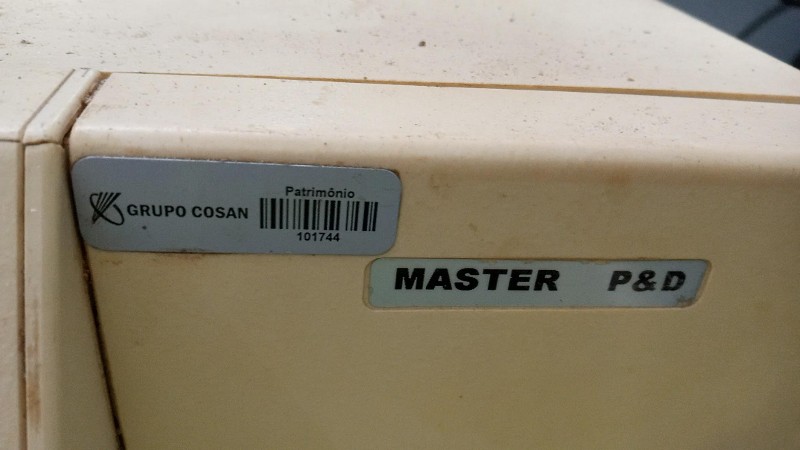 Patrimônio
GRUPO COSAN
101744
MASTER P&D